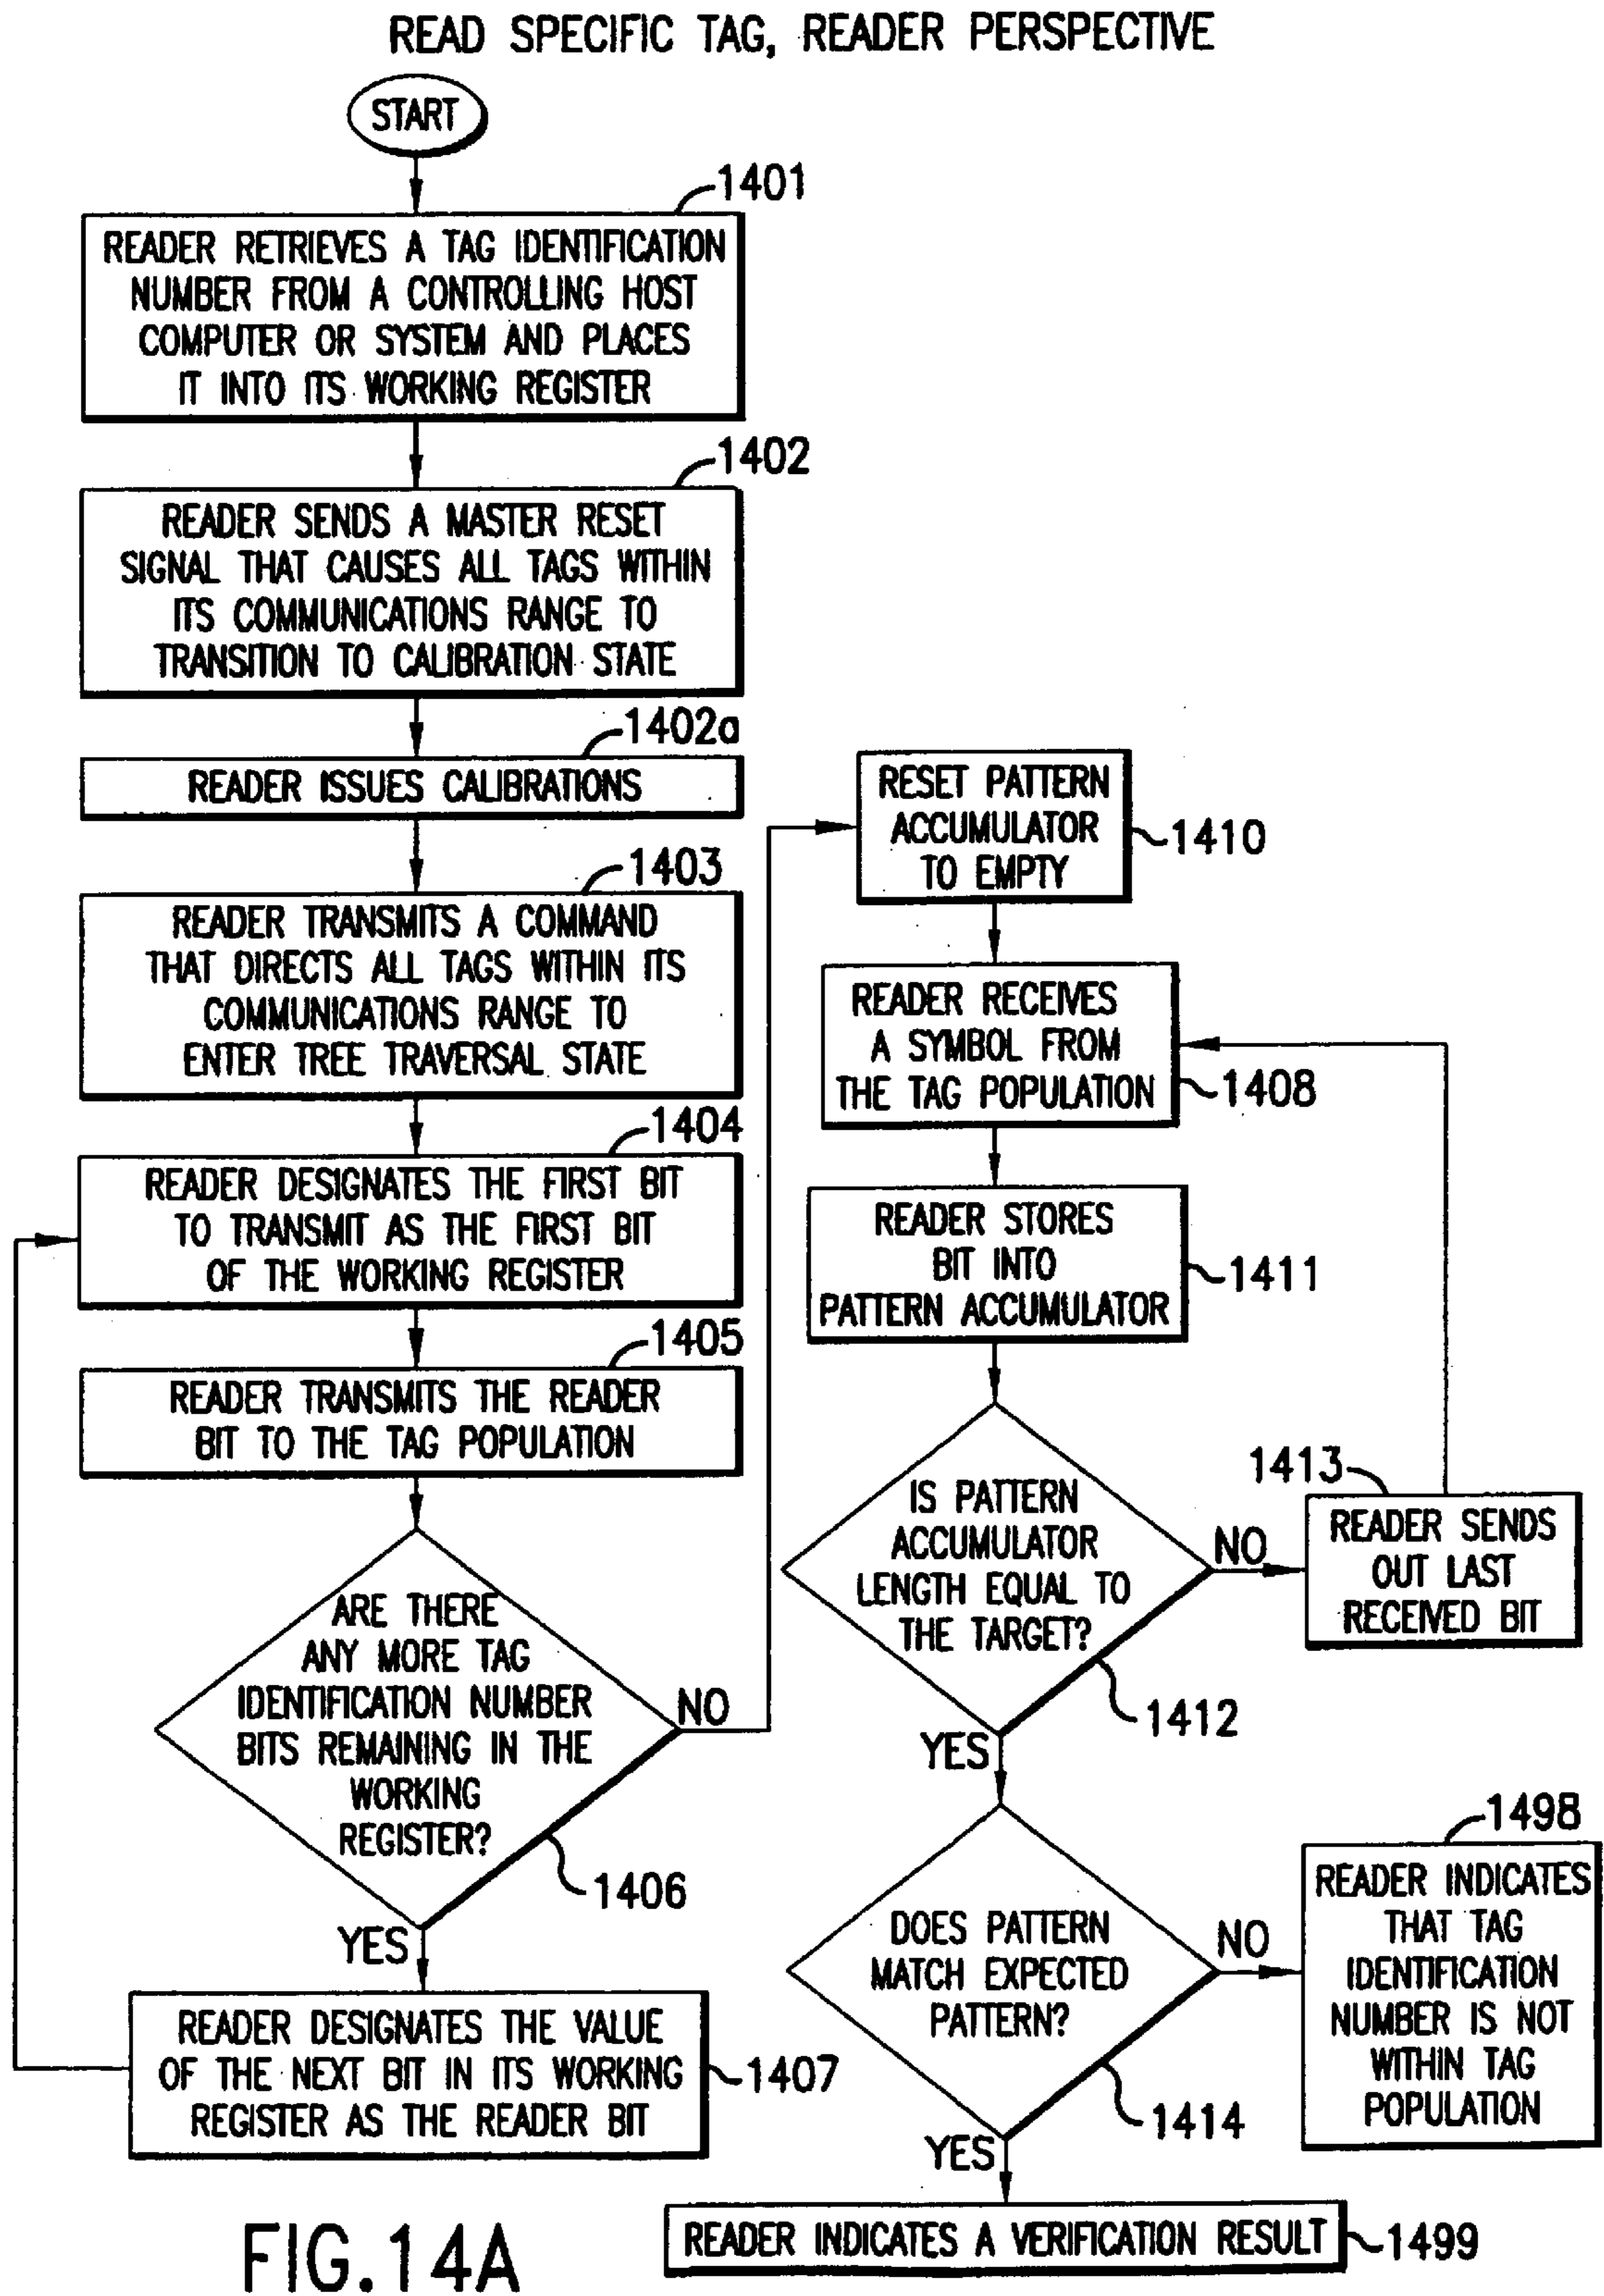 READ SPECIFIC TAG, READER PERSPECTIVE
START
1401
READER RETRIEVES A TAG IDENTIFICATION
NUMBER FROM A CONTROLLING HOST
COMPUTER OR SYSTEM AND PLACES
IT INTO ITS WORKING REGISTER
1402
READER SENDS A MASTER RESET
SIGNAL THAT CAUSES ALL TAGS WITHIN
ITS COMMUNICATIONS RANGE TO
TRANSITION TO CALIBRATION STATE
1402a
READER ISSUES CALIBRATIONS
1403
READER TRANSMITS A COMMAND
THAT DIRECTS ALL TAGS WITHIN ITS
COMMUNICATIONS RANGE TO
ENTER TREE TRAVERSAL STATE
1404
READER DESIGNATES THE FIRST BIT
TO TRANSMIT AS THE FIRST BIT
OF THE WORKING REGISTER
1405
READER TRANSMITS THE READER
BIT TO THE TAG POPULATION
ARE THERE
ANY MORE TAG
IDENTIFICATION NUMBER
BITS REMAINING IN THE
WORKING
REGISTER?
NO
1406
YES
READER DESIGNATES THE VALUE
OF THE NEXT BIT IN ITS WORKING
REGISTER AS THE READER BIT
1407
RESET PATTERN
ACCUMULATOR
TO EMPTY
1410
READER RECEIVES
A SYMBOL FROM
THE TAG POPULATION
1408
READER STORES
BIT INTO
PATTERN ACCUMULATOR
1411
IS PATTERN
ACCUMULATOR
LENGTH EQUAL TO
THE TARGET?
NO
1412
1413
READER SENDS
OUT LAST
RECEIVED BIT
YES
DOES PATTERN
MATCH EXPECTED
PATTERN?
NO
1414
1498
READER INDICATES
THAT TAG
IDENTIFICATION
NUMBER IS NOT
WITHIN TAG
POPULATION
YES
READER INDICATES A VERIFICATION RESULT
1499
FIG.14A